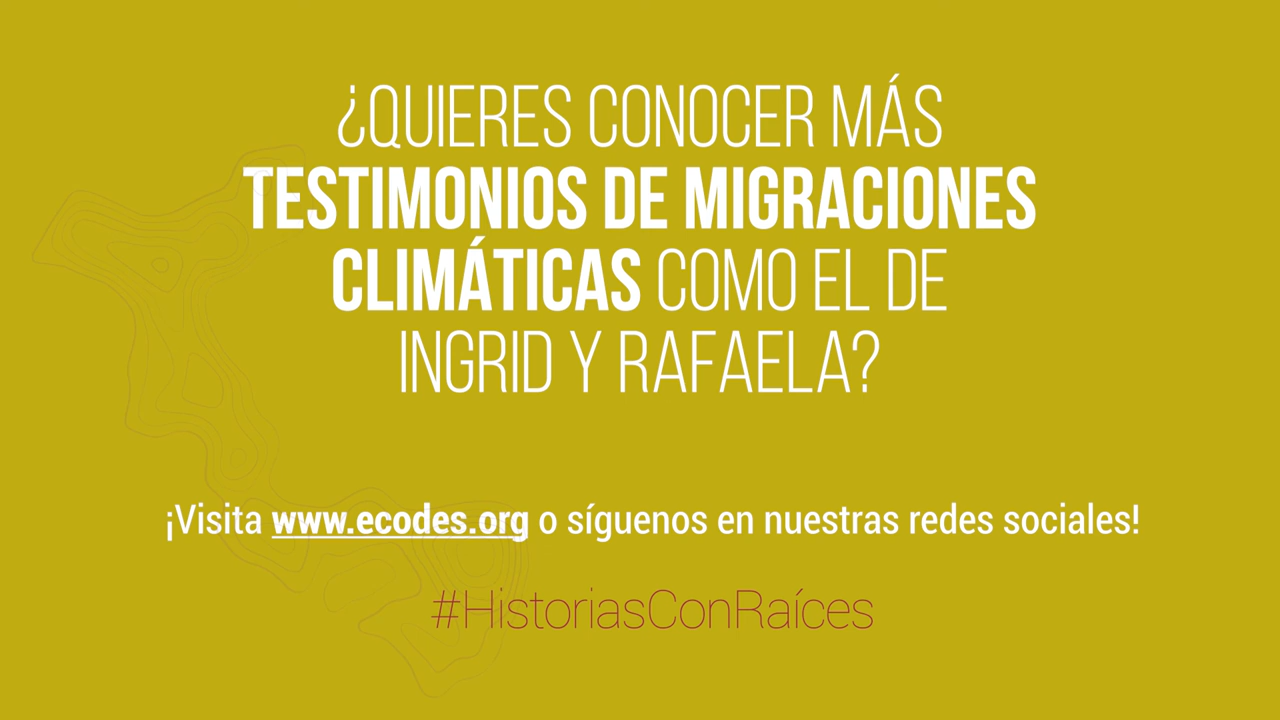 ¿QUIERES CONOCER MÁS
TESTIMONIOS DE MIGRACIONES
CLIMÁTICAS COMO EL DE
INGRID Y RAFAELA?
¡Visita www.ecodes.org o síguenos en nuestras redes sociales!
#HistoriasConRaíces